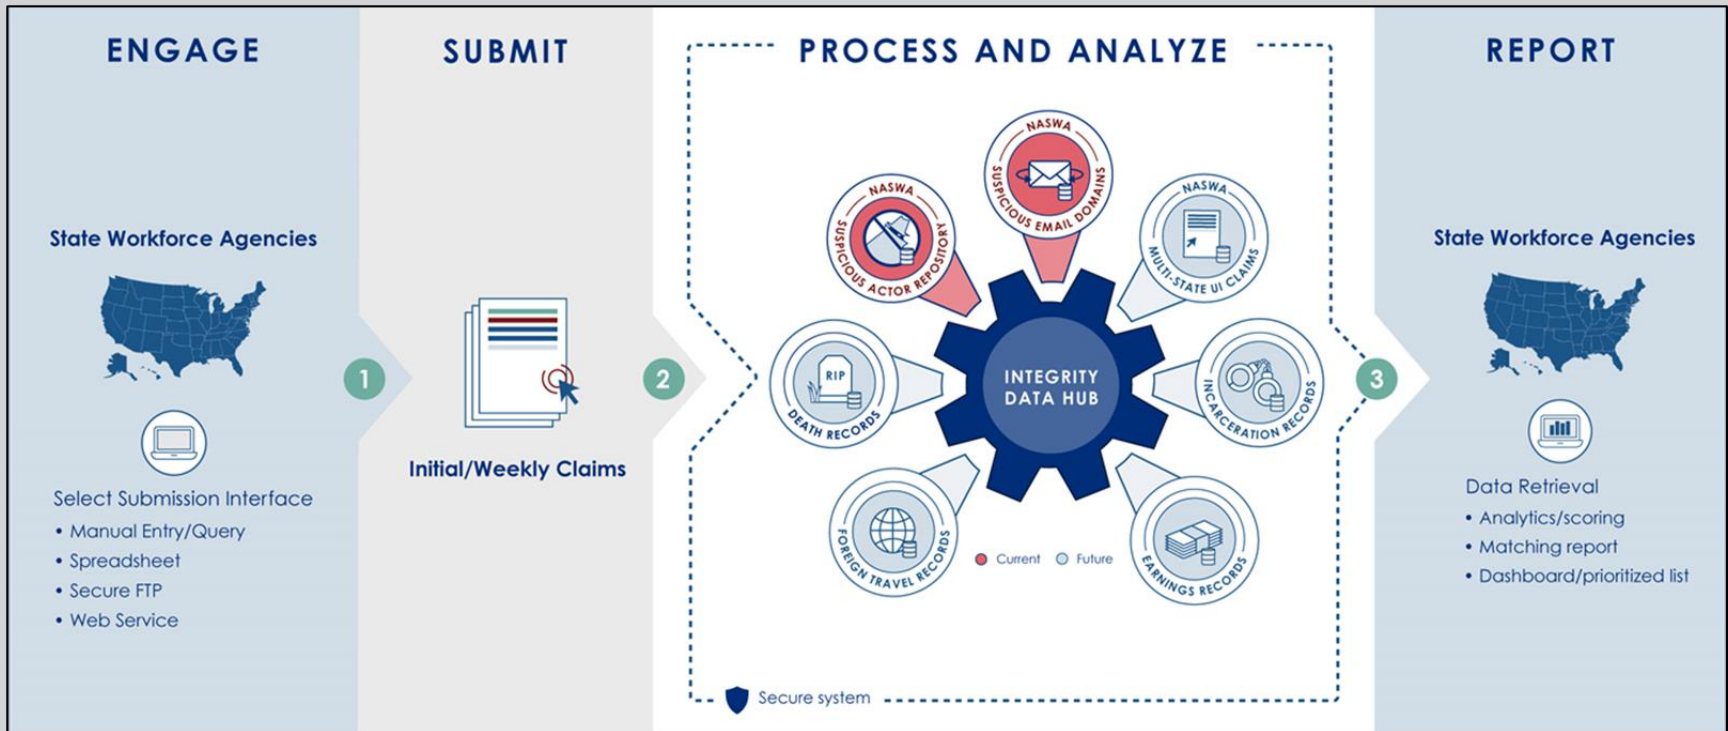 ENGAGE
State Workforce Agencies
Select Submission Interface
• Manual Entry/Query
• Spreadsheet
• Secure FTP
• Web Service
1
SUBMIT
Initial/Weekly Claims
2
PROCESS AND ANALYZE
NASWA
SUSPICIOUS ACTOR REPOSITORY
NASWA
SUSPICIOUS EMAIL DOMAINS
NASWA
MULTI-STATE UI CLAIMS
RIP
DEATH RECORDS
INTEGRITY
DATA HUB
INCARCERATION RECORDS
FOREIGN TRAVEL RECORDS
EARNINGS RECORDS
Current
Future
Secure system
3
REPORT
State Workforce Agencies
Data Retrieval
• Analytics/scoring
• Matching report
• Dashboard/prioritized list